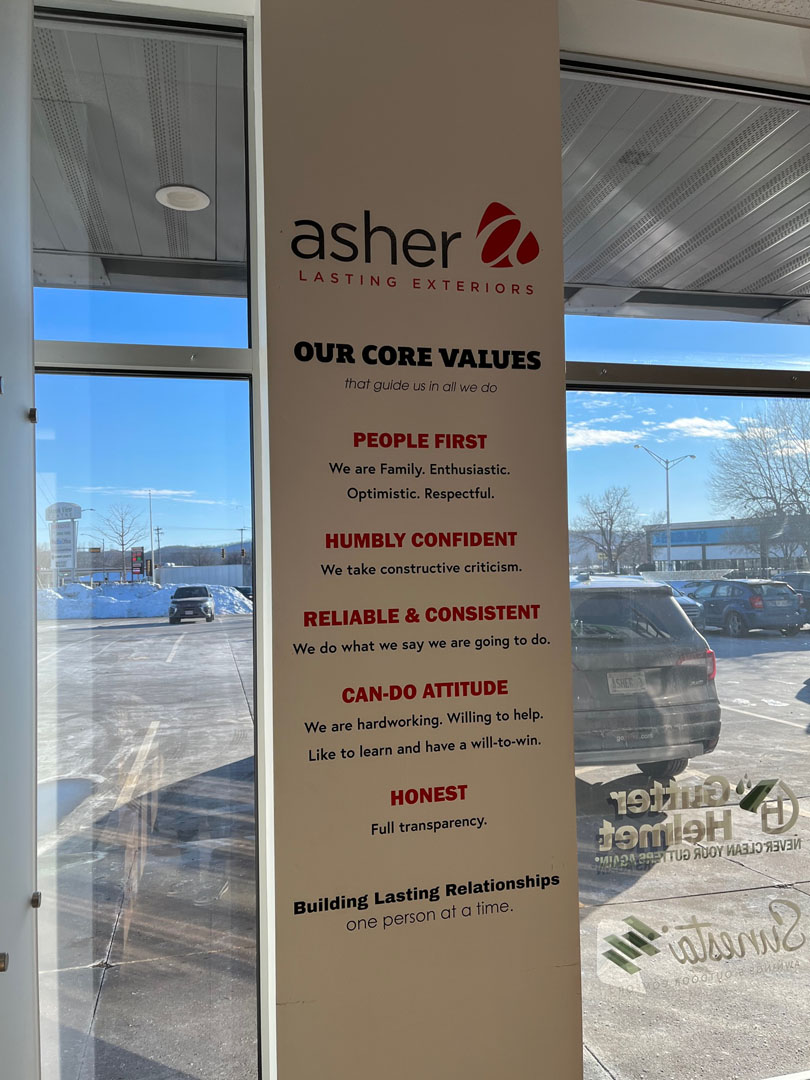 asher
LASTING EXTERIORS
OUR CORE VALUES
that guide us in all we do
PEOPLE FIRST
We are Family. Enthusiastic.
Optimistic. Respectful.
HUMBLY CONFIDENT
We take constructive criticism.
RELIABLE & CONSISTENT
We do what we say we are going to do.
CAN-DO ATTITUDE
We are hardworking. Willing to help.
Like to learn and have a will-to-win.
HONEST
Full transparency.
Building Lasting Relationships
one person at a time.
Gutter
Helmet
NEVER CLEAN YOUR GUTTERS AGAIN®
Sunesta